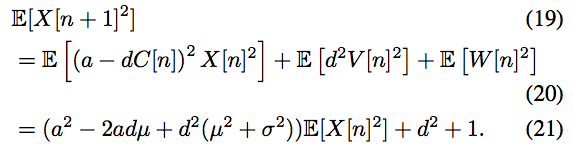 𝔼[X[n + 1]²] (19)
= 𝔼 [(a − dC[n])² X[n]²] + 𝔼 [d²V[n]²] + 𝔼 [W[n]²]
(20)
= (a² − 2adμ + d²(μ² + σ²))𝔼[X[n]²] + d² + 1. (21)